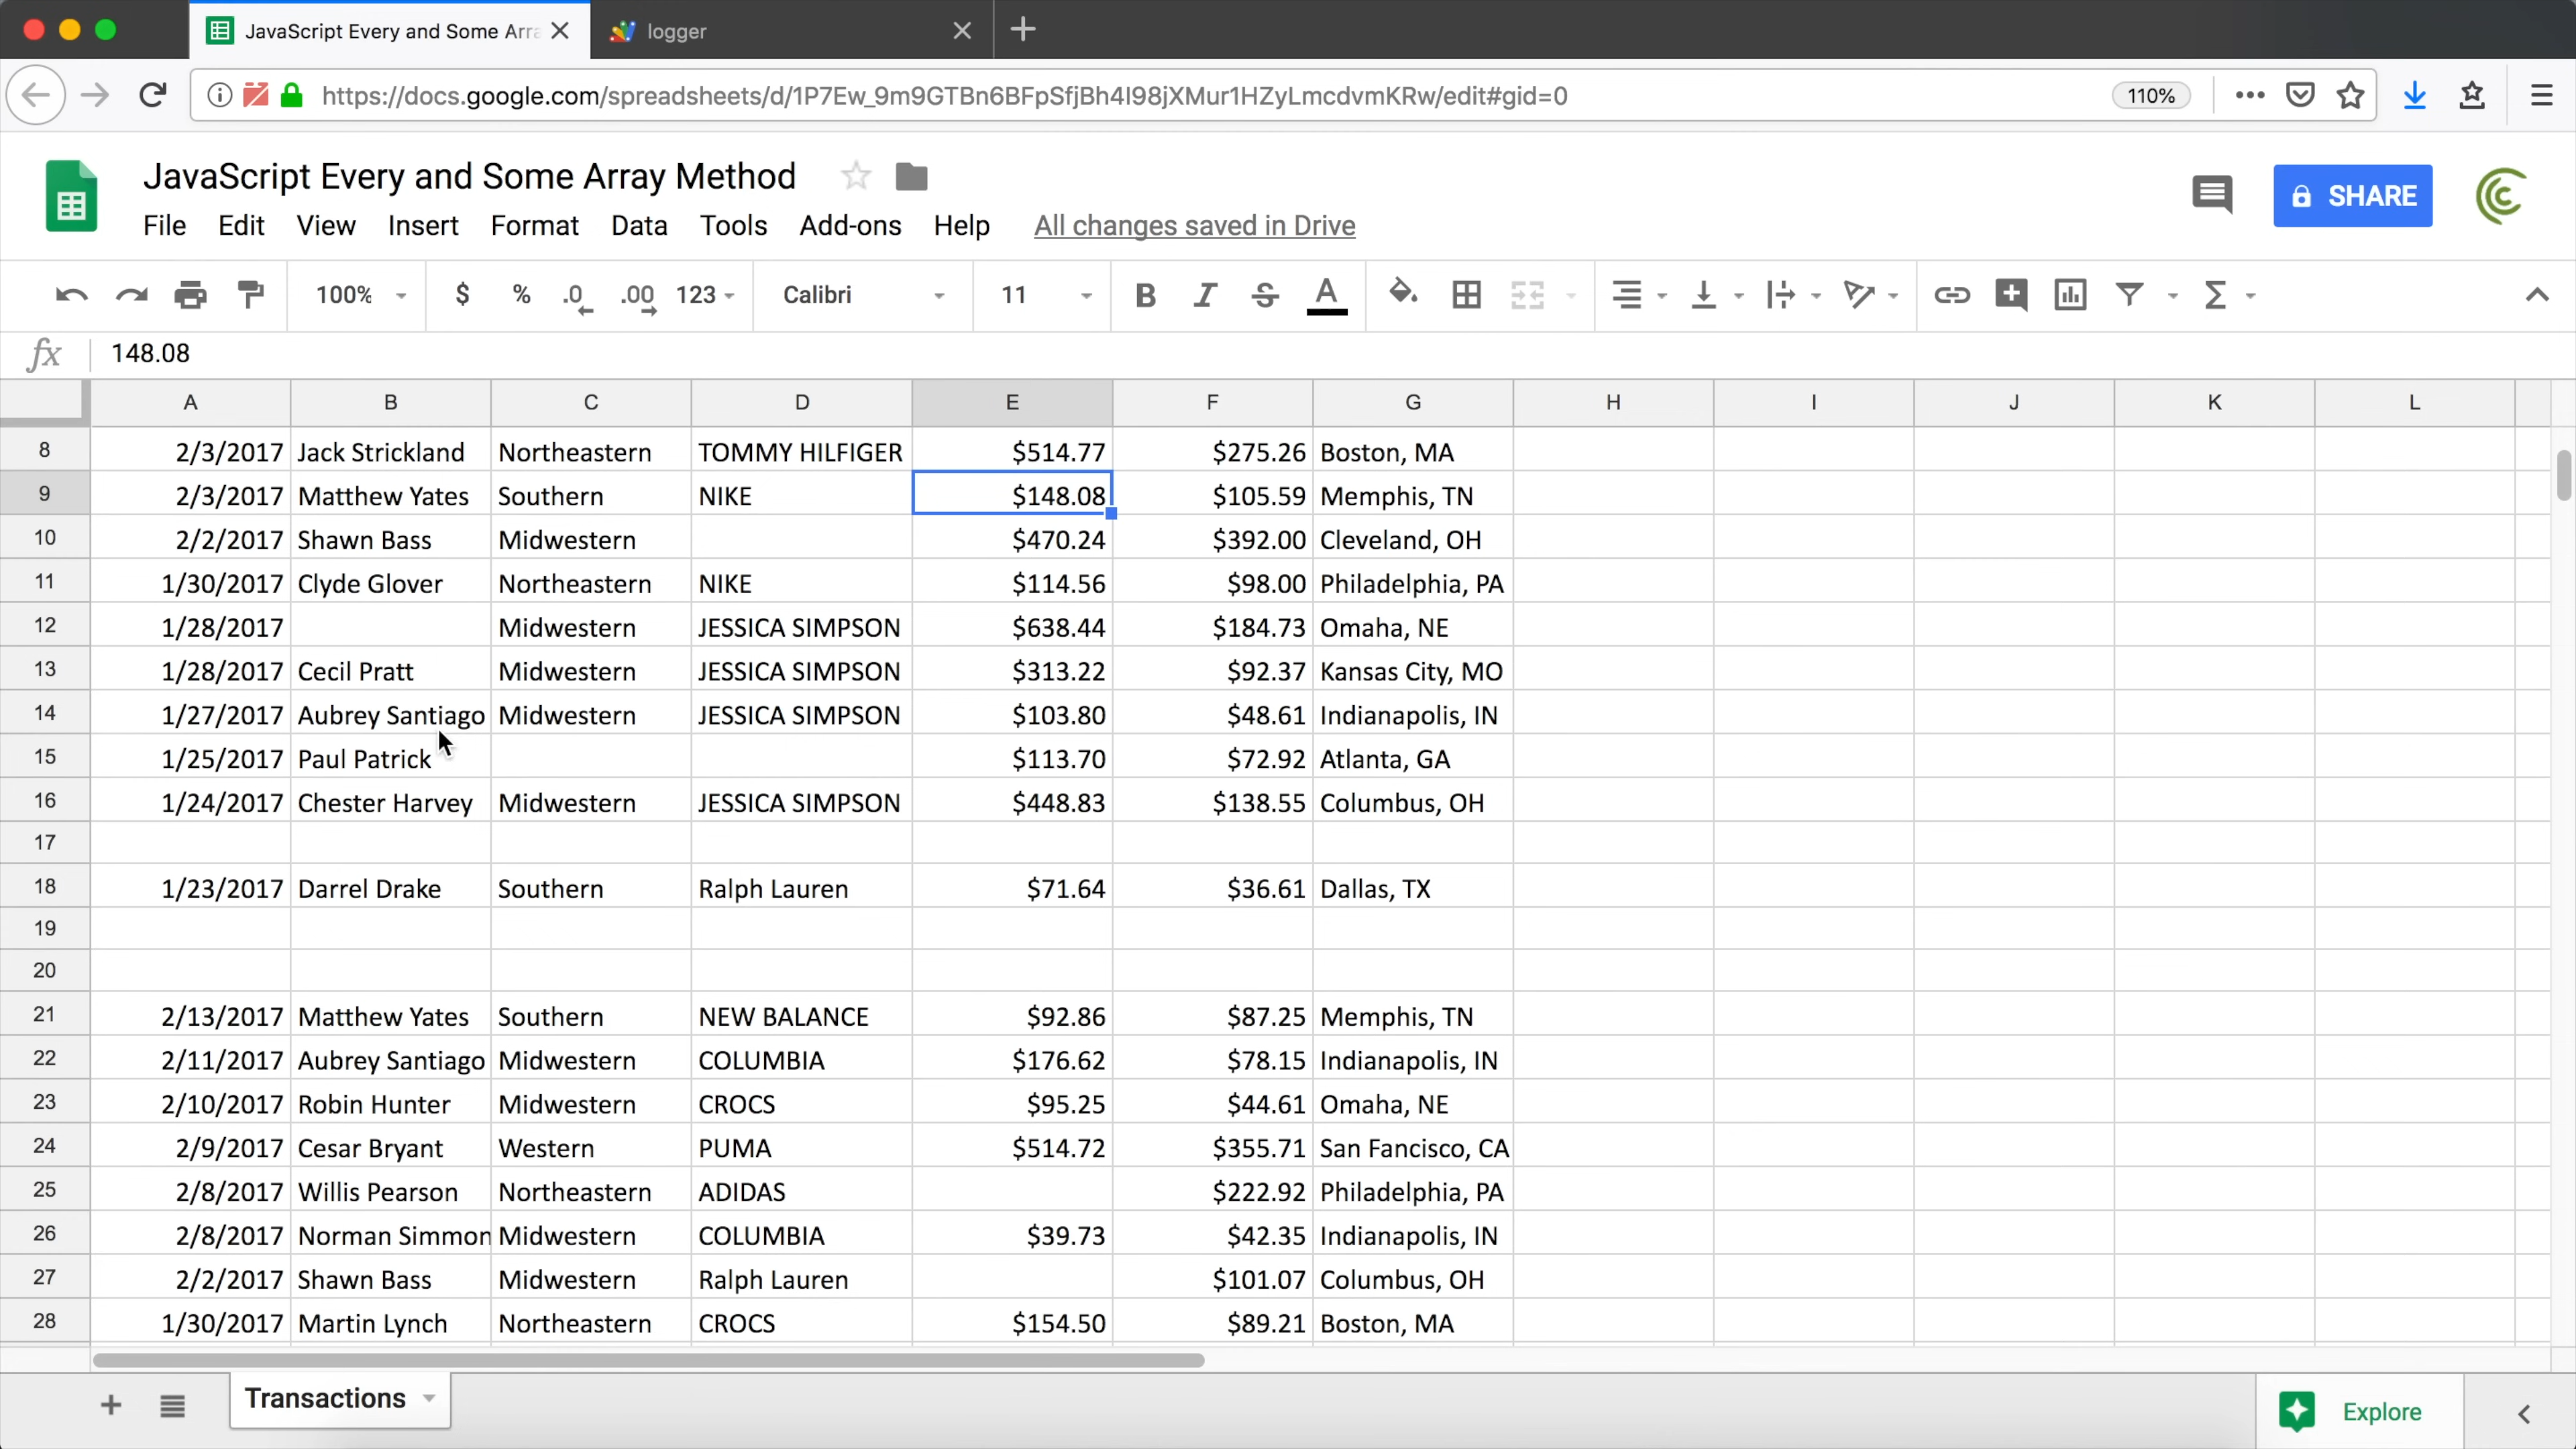 JavaScript Every and Some Arra
logger
https://docs.google.com/spreadsheets/d/1P7Ew_9m9GTBn6BFpSfjBh4I98jXMur1HZyLmcdvmKRw/edit#gid=0 110%
JavaScript Every and Some Array Method
File Edit View Insert Format Data Tools Add-ons Help All changes saved in Drive
SHARE
100% $ % .0 .00 123 Calibri 11 B I S A
fx 148.08
A B C D E F G H I J K L
8 2/3/2017 Jack Strickland Northeastern TOMMY HILFIGER $514.77 $275.26 Boston, MA
9 2/3/2017 Matthew Yates Southern NIKE $148.08 $105.59 Memphis, TN
10 2/2/2017 Shawn Bass Midwestern $470.24 $392.00 Cleveland, OH
11 1/30/2017 Clyde Glover Northeastern NIKE $114.56 $98.00 Philadelphia, PA
12 1/28/2017 Midwestern JESSICA SIMPSON $638.44 $184.73 Omaha, NE
13 1/28/2017 Cecil Pratt Midwestern JESSICA SIMPSON $313.22 $92.37 Kansas City, MO
14 1/27/2017 Aubrey Santiago Midwestern JESSICA SIMPSON $103.80 $48.61 Indianapolis, IN
15 1/25/2017 Paul Patrick $113.70 $72.92 Atlanta, GA
16 1/24/2017 Chester Harvey Midwestern JESSICA SIMPSON $448.83 $138.55 Columbus, OH
17
18 1/23/2017 Darrel Drake Southern Ralph Lauren $71.64 $36.61 Dallas, TX
19
20
21 2/13/2017 Matthew Yates Southern NEW BALANCE $92.86 $87.25 Memphis, TN
22 2/11/2017 Aubrey Santiago Midwestern COLUMBIA $176.62 $78.15 Indianapolis, IN
23 2/10/2017 Robin Hunter Midwestern CROCS $95.25 $44.61 Omaha, NE
24 2/9/2017 Cesar Bryant Western PUMA $514.72 $355.71 San Fancisco, CA
25 2/8/2017 Willis Pearson Northeastern ADIDAS $222.92 Philadelphia, PA
26 2/8/2017 Norman Simmon Midwestern COLUMBIA $39.73 $42.35 Indianapolis, IN
27 2/2/2017 Shawn Bass Midwestern Ralph Lauren $101.07 Columbus, OH
28 1/30/2017 Martin Lynch Northeastern CROCS $154.50 $89.21 Boston, MA
Transactions
Explore